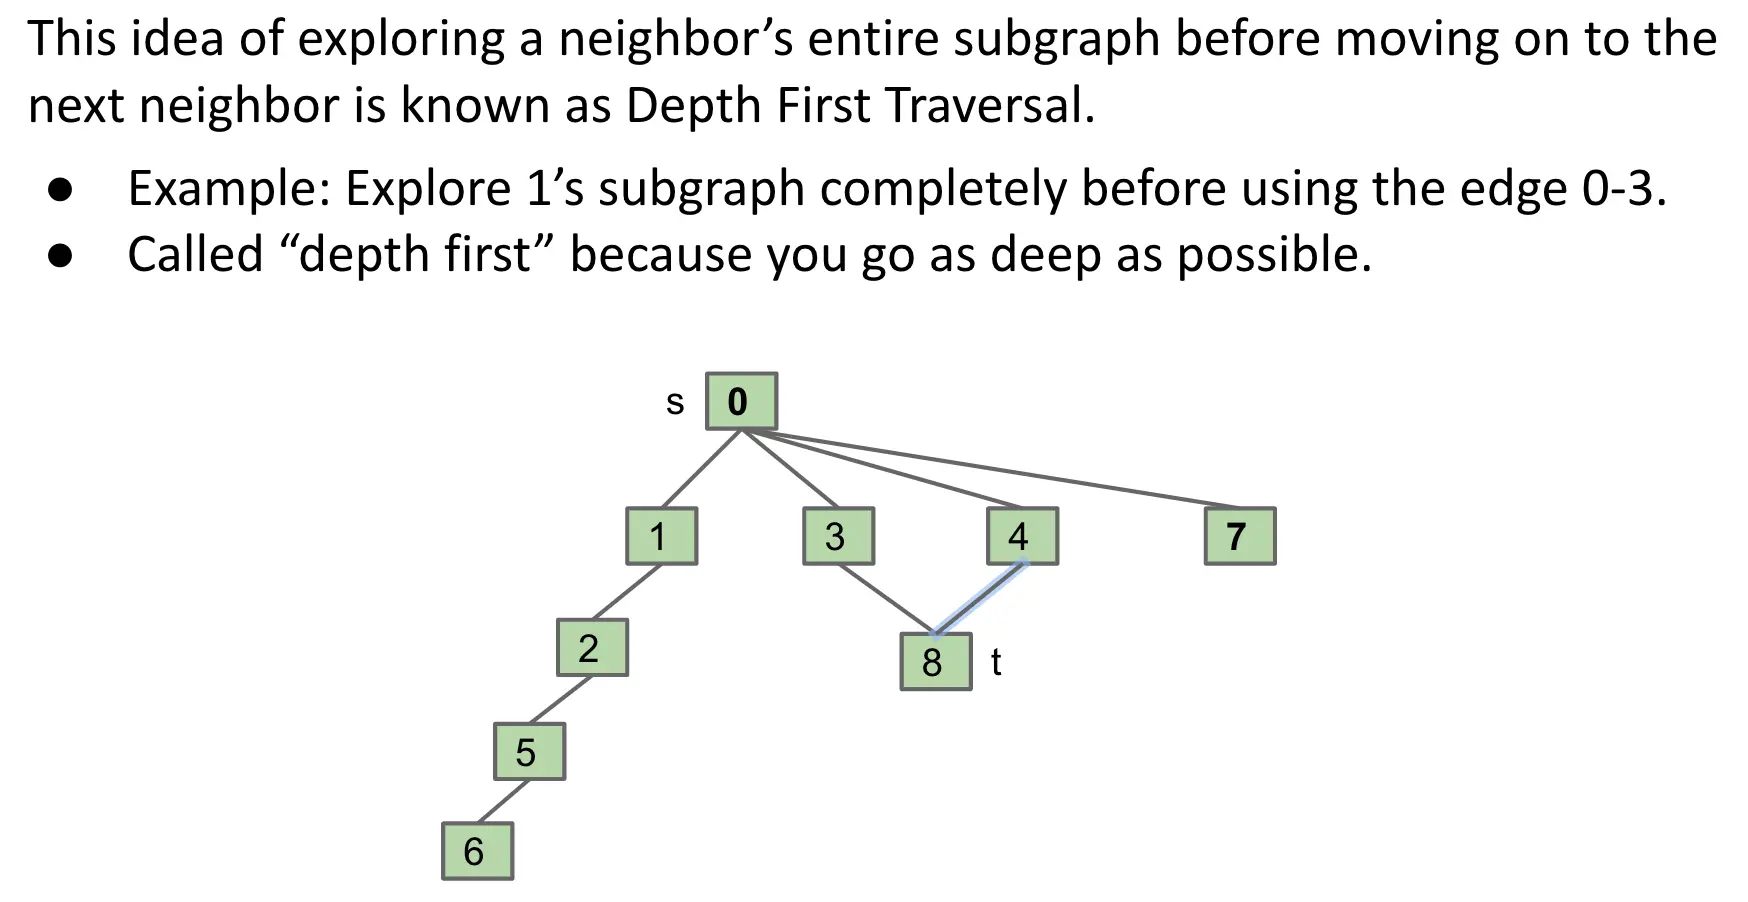 This idea of exploring a neighbor’s entire subgraph before moving on to the
next neighbor is known as Depth First Traversal.
● Example: Explore 1’s subgraph completely before using the edge 0-3.
● Called “depth first” because you go as deep as possible.
s 0
1 3 4 7
2
8 t
5
6